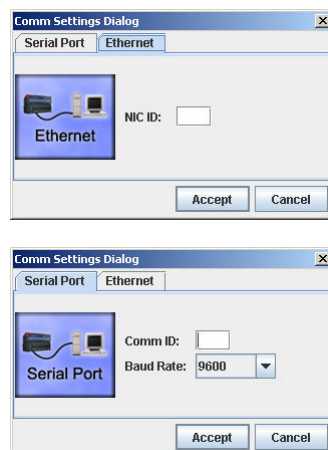 Comm Settings Dialog
Serial Port Ethernet
NIC ID:
Ethernet
Accept Cancel
Comm Settings Dialog
Serial Port Ethernet
Comm ID:
Baud Rate: 9600
Serial Port
Accept Cancel